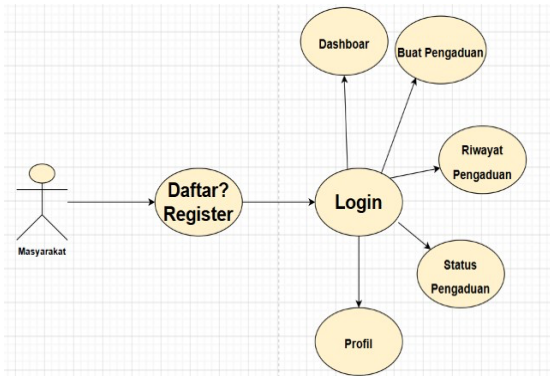 Dashboar
Buat Pengaduan
Riwayat
Pengaduan
Daftar?
Register
Login
Masyarakat
Status
Pengaduan
Profil